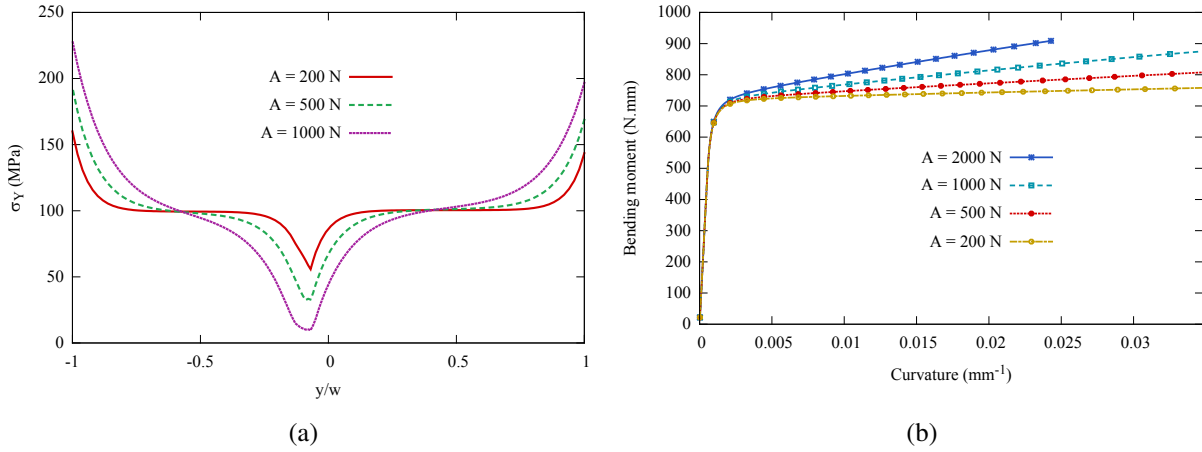 250
200
150
100
50
0
-1
-0.5
0
0.5
1
σY (MPa)
y/w
A = 200 N
A = 500 N
A = 1000 N
(a)
1000
900
800
700
600
500
400
300
200
100
0
0
0.005
0.01
0.015
0.02
0.025
0.03
Bending moment (N.mm)
Curvature (mm-1)
A = 2000 N
A = 1000 N
A = 500 N
A = 200 N
(b)